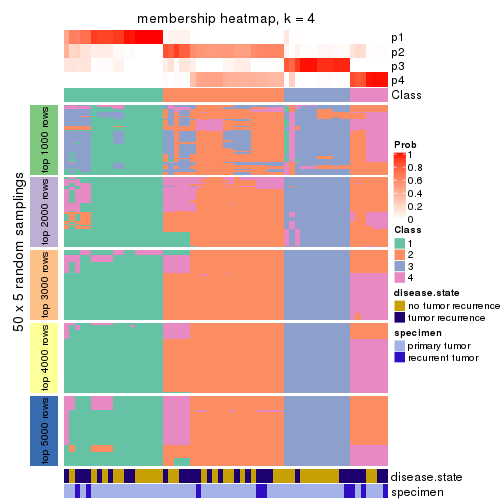 membership heatmap, k = 4
p1
p2
p3
p4
Class
50 x 5 random samplings
top 1000 rows
top 2000 rows
top 3000 rows
top 4000 rows
top 5000 rows
Prob
1
0.8
0.6
0.4
0.2
0
Class
1
2
3
4
disease.state
no tumor recurrence
tumor recurrence
specimen
primary tumor
recurrent tumor
disease.state
specimen